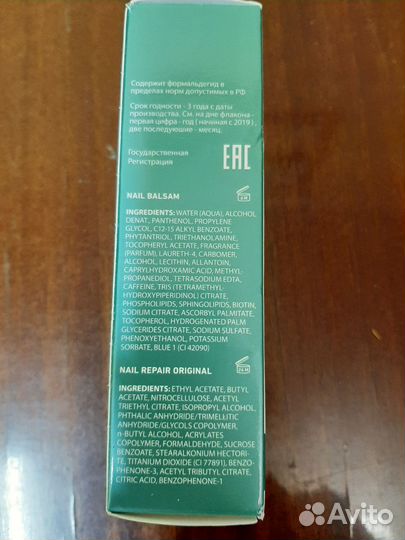 Содержит формальдегид в
пределах норм допустимых в РФ
Срок годности - 3 года с даты
производства. См. на дне флакона -
первая цифра - год ( начиная с 2019) ,
две последующие - месяц.
Государственная
Регистрация
EAC
NAIL BALSAM
6 M
INGREDIENTS: WATER (AQUA), ALCOHOL
DENAT., PANTHENOL, PROPYLENE
GLYCOL, C12-15 ALKYL BENZOATE,
PHYTANTRIOL, TRIETHANOLAMINE,
TOCOPHERYL ACETATE, FRAGRANCE
(PARFUM), LAURETH-4, CARBOMER,
ALCOHOL, LECITHIN, ALLANTOIN,
CAPRYLHYDROXAMIC ACID, METHYL-
PROPANEDIOL, TETRASODIUM EDTA,
CAFFEINE, TRIS (TETRAMETHYL-
HYDROXYPIPERIDINOL) CITRATE,
PHOSPHOLIPIDS, SPHINGOLIPIDS, BIOTIN,
SODIUM CITRATE, ASCORBYL PALMITATE,
TOCOPHEROL, HYDROGENATED PALM
GLYCERIDES CITRATE, SODIUM SULFATE,
PHENOXYETHANOL, POTASSIUM
SORBATE, BLUE 1 (CI 42090)
NAIL REPAIR ORIGINAL
24 M
INGREDIENTS: ETHYL ACETATE, BUTYL
ACETATE, NITROCELLULOSE, ACETYL
TRIETHYL CITRATE, ISOPROPYL ALCOHOL,
PHTHALIC ANHYDRIDE/TRIMELLITIC
ANHYDRIDE/GLYCOLS COPOLYMER,
n-BUTYL ALCOHOL, ACRYLATES
COPOLYMER, FORMALDEHYDE, SUCROSE
BENZOATE, STEARALKONIUM HECTORI-
TE, TITANIUM DIOXIDE (CI 77891), BENZO-
PHENONE-3, ACETYL TRIBUTYL CITRATE,
CITRIC ACID, BENZOPHENONE-1
Avito